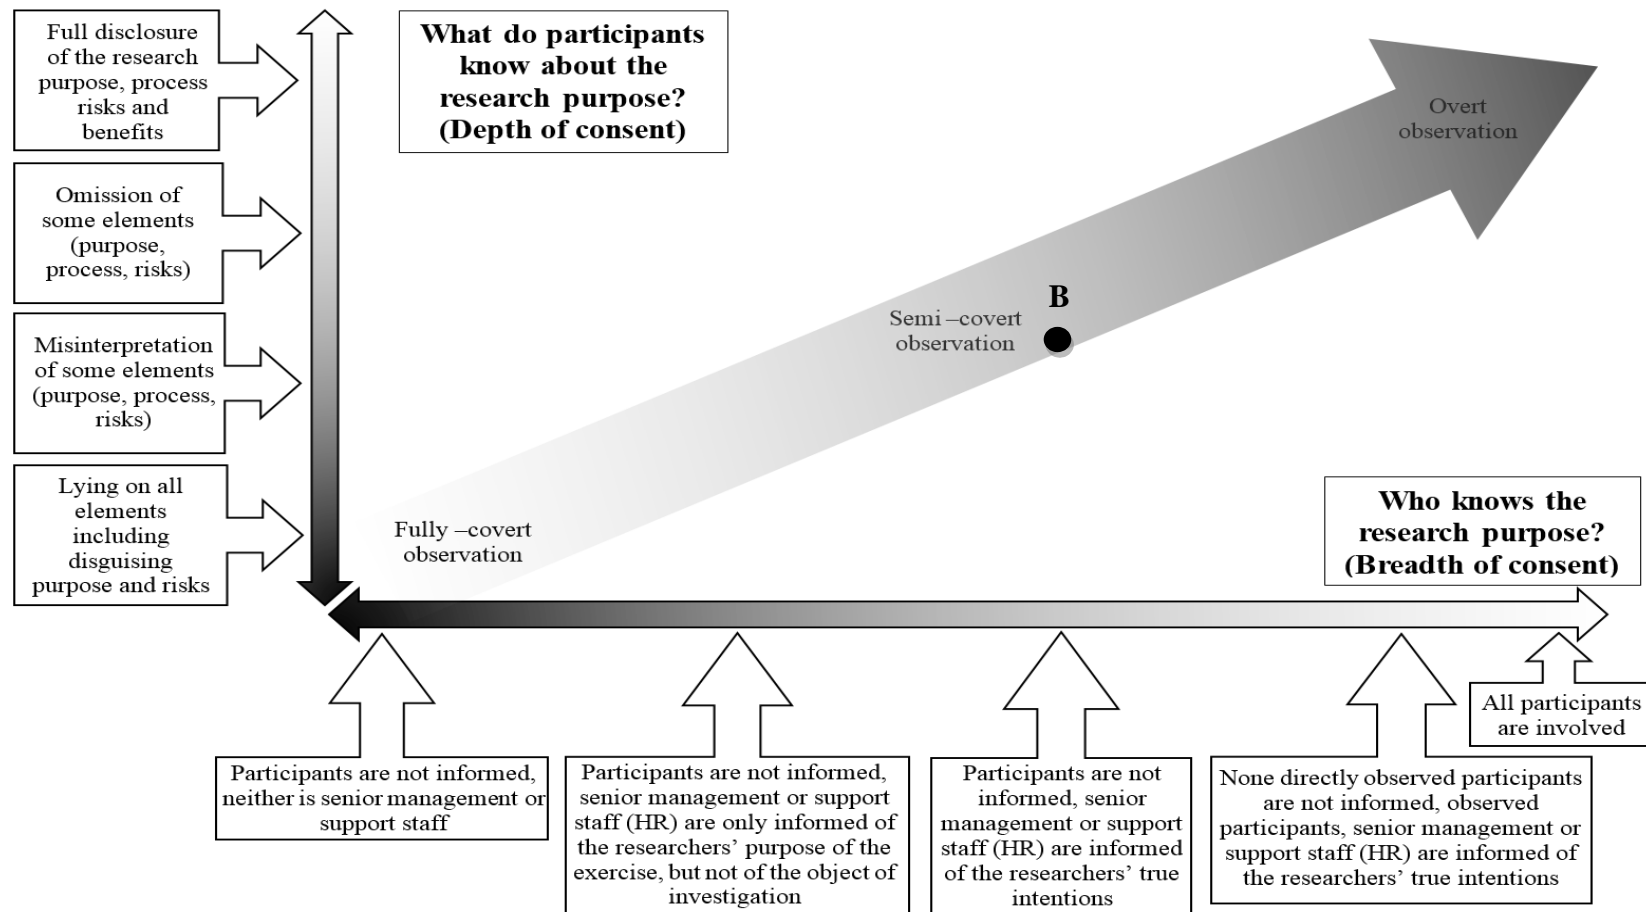 Full disclosure
of the research
purpose, process
risks and
benefits
Omission of
some elements
(purpose,
process, risks)
Misinterpretation
of some elements
(purpose, process,
risks)
Lying on all
elements
including
disguising
purpose and risks
What do participants
know about the
research purpose?
(Depth of consent)
Overt
observation
B
Semi –covert
observation
Fully –covert
observation
Who knows the
research purpose?
(Breadth of consent)
Participants are not informed,
neither is senior management or
support staff
Participants are not informed,
senior management or support
staff (HR) are only informed of
the researchers’ purpose of the
exercise, but not of the object of
investigation
Participants are not
informed, senior
management or support
staff (HR) are informed
of the researchers’ true
intentions
None directly observed participants
are not informed, observed
participants, senior management or
support staff (HR) are informed of
the researchers’ true intentions
All participants
are involved